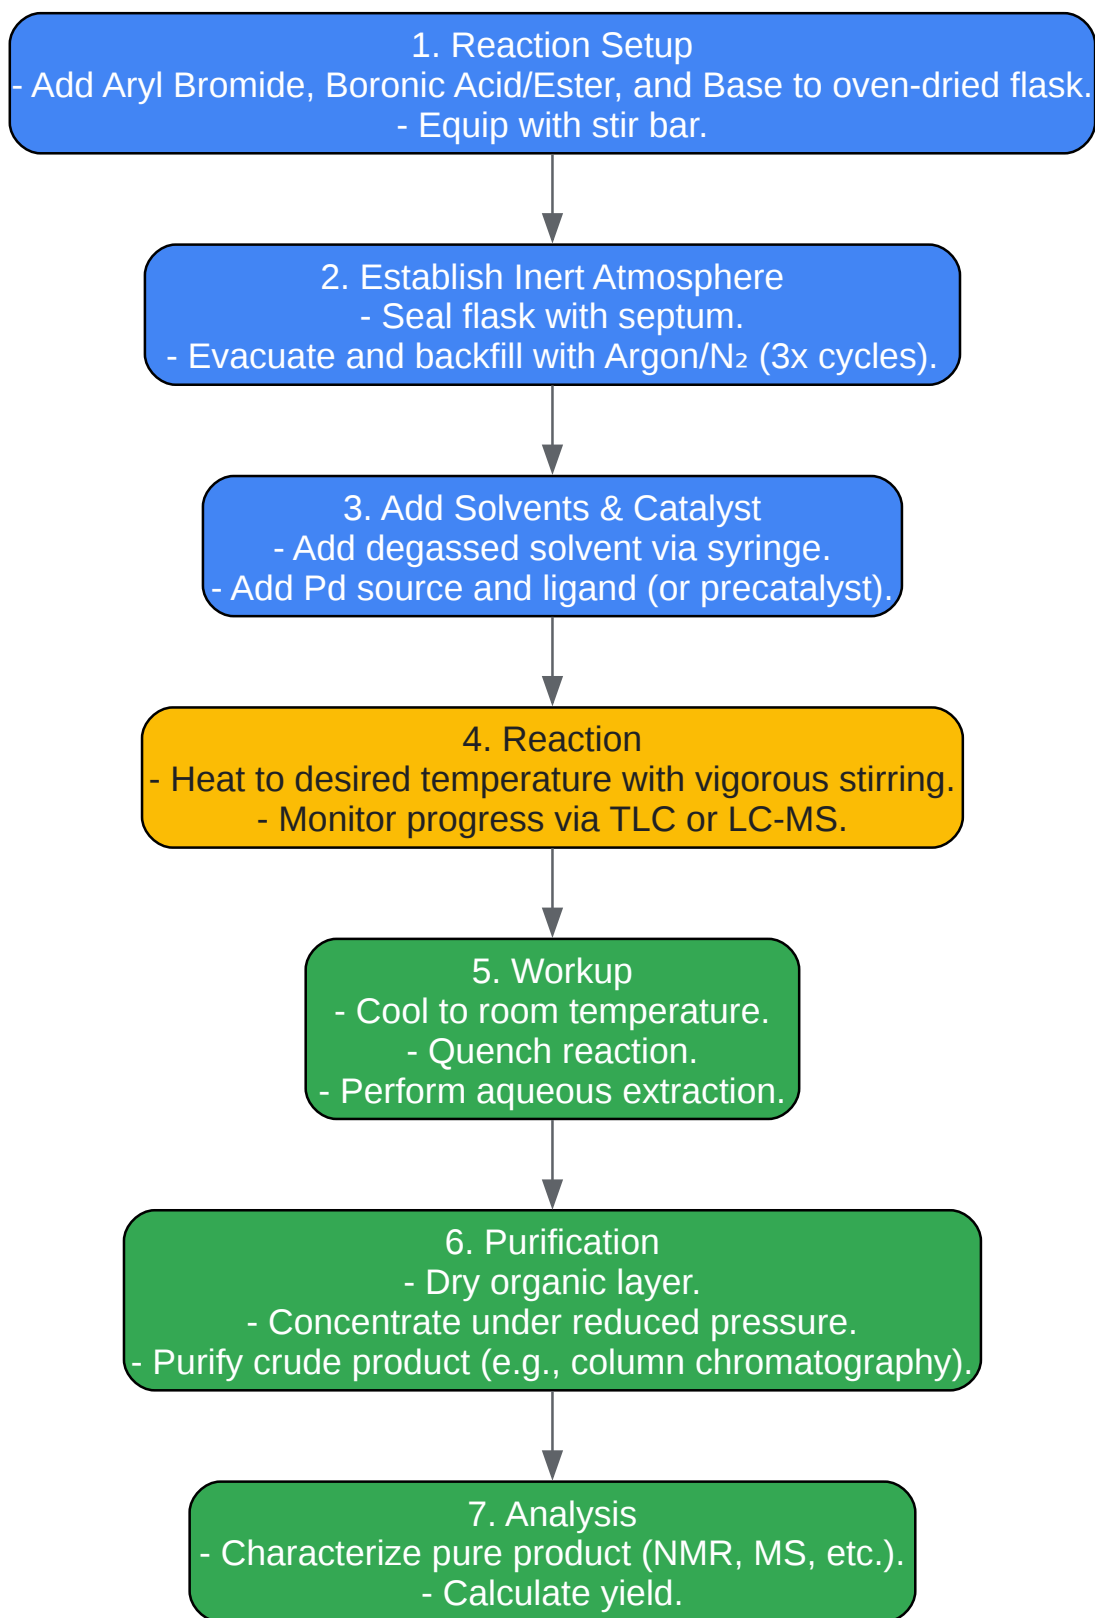 1. Reaction Setup
- Add Aryl Bromide, Boronic Acid/Ester, and Base to oven-dried flask.
- Equip with stir bar.
2. Establish Inert Atmosphere
- Seal flask with septum.
- Evacuate and backfill with Argon/N₂ (3x cycles).
3. Add Solvents & Catalyst
- Add degassed solvent via syringe.
- Add Pd source and ligand (or precatalyst).
4. Reaction
- Heat to desired temperature with vigorous stirring.
- Monitor progress via TLC or LC-MS.
5. Workup
- Cool to room temperature.
- Quench reaction.
- Perform aqueous extraction.
6. Purification
- Dry organic layer.
- Concentrate under reduced pressure.
- Purify crude product (e.g., column chromatography).
7. Analysis
- Characterize pure product (NMR, MS, etc.).
- Calculate yield.